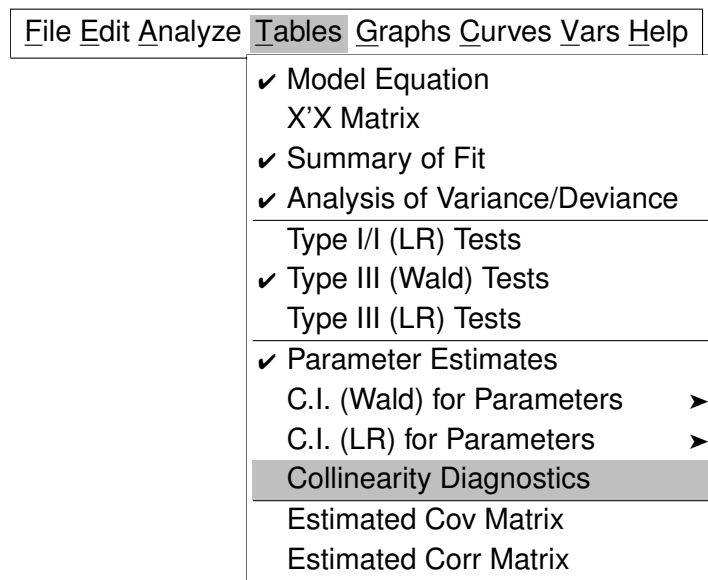 File Edit Analyze Tables Graphs Curves Vars Help
✔ Model Equation
X'X Matrix
✔ Summary of Fit
✔ Analysis of Variance/Deviance
Type I/I (LR) Tests
✔ Type III (Wald) Tests
Type III (LR) Tests
✔ Parameter Estimates
C.I. (Wald) for Parameters ➤
C.I. (LR) for Parameters ➤
Collinearity Diagnostics
Estimated Cov Matrix
Estimated Corr Matrix